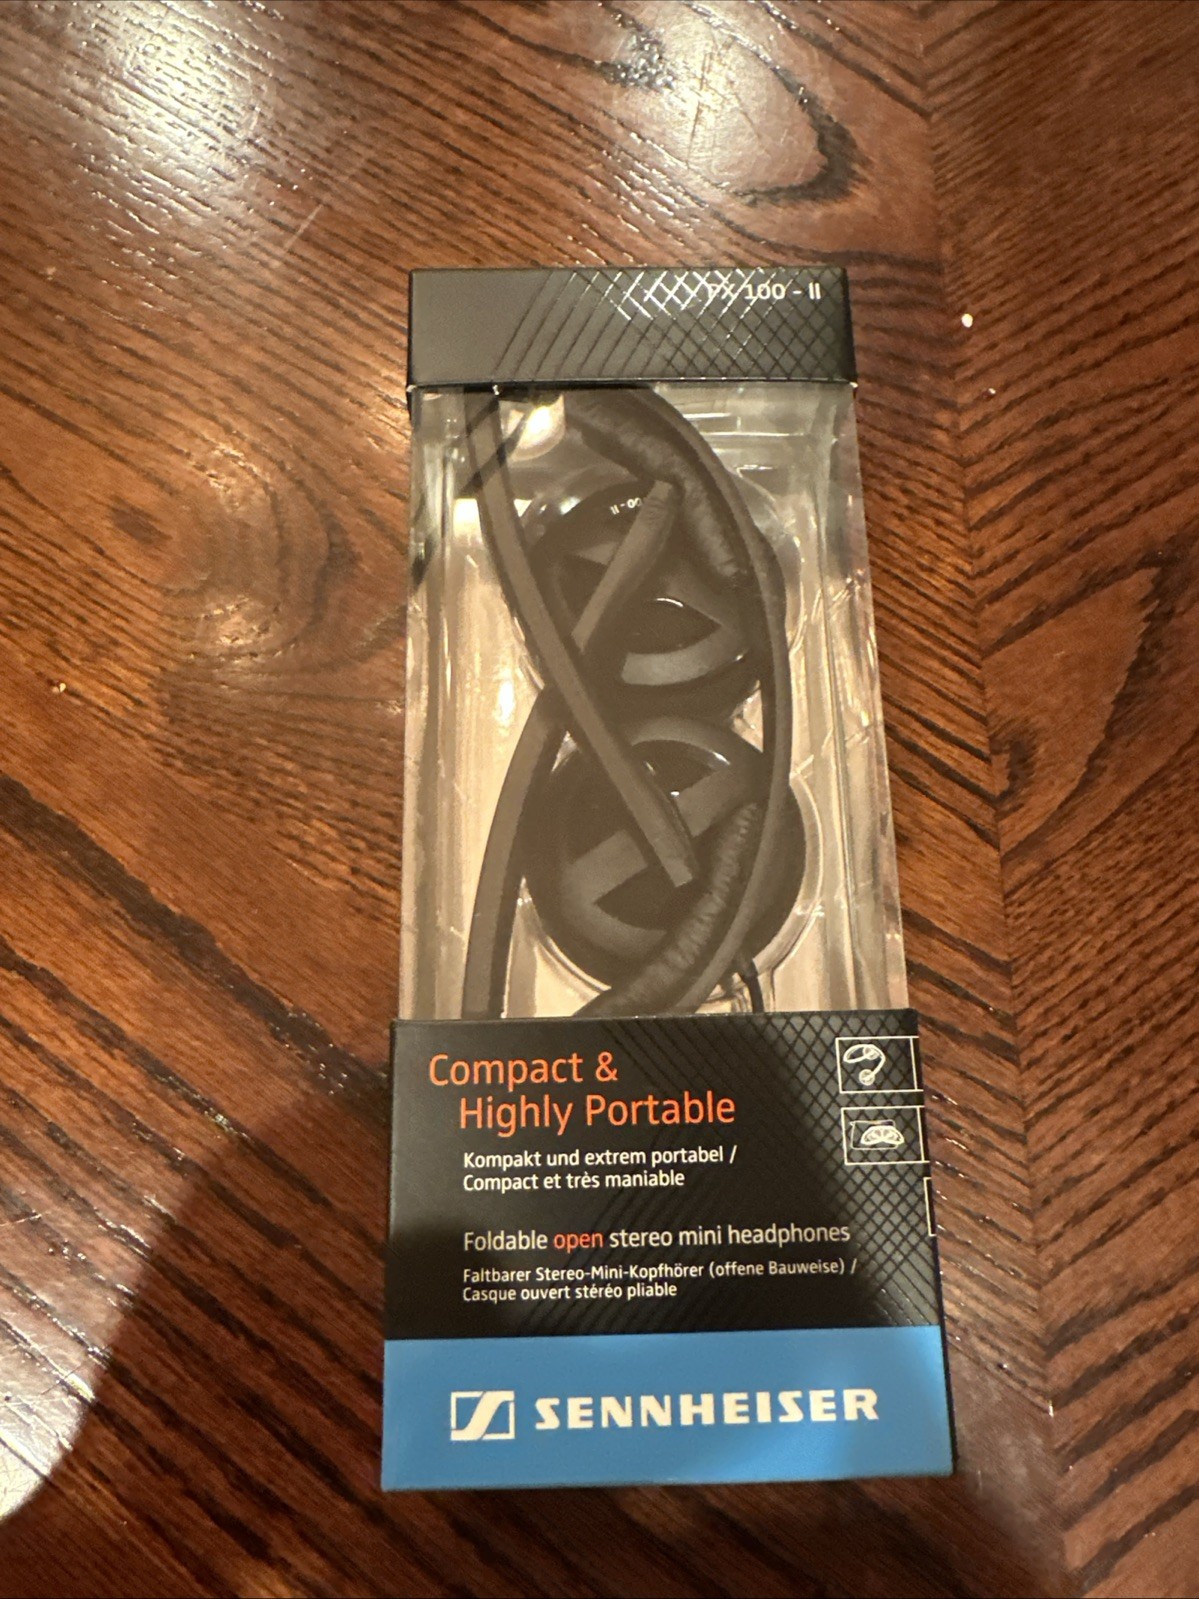 PX 100 - II
Compact &
Highly Portable
Kompakt und extrem portabel /
Compact et très maniable
Foldable open stereo mini headphones
Faltbarer Stereo-Mini-Kopfhörer (offene Bauweise) /
Casque ouvert stéréo pliable
SENNHEISER